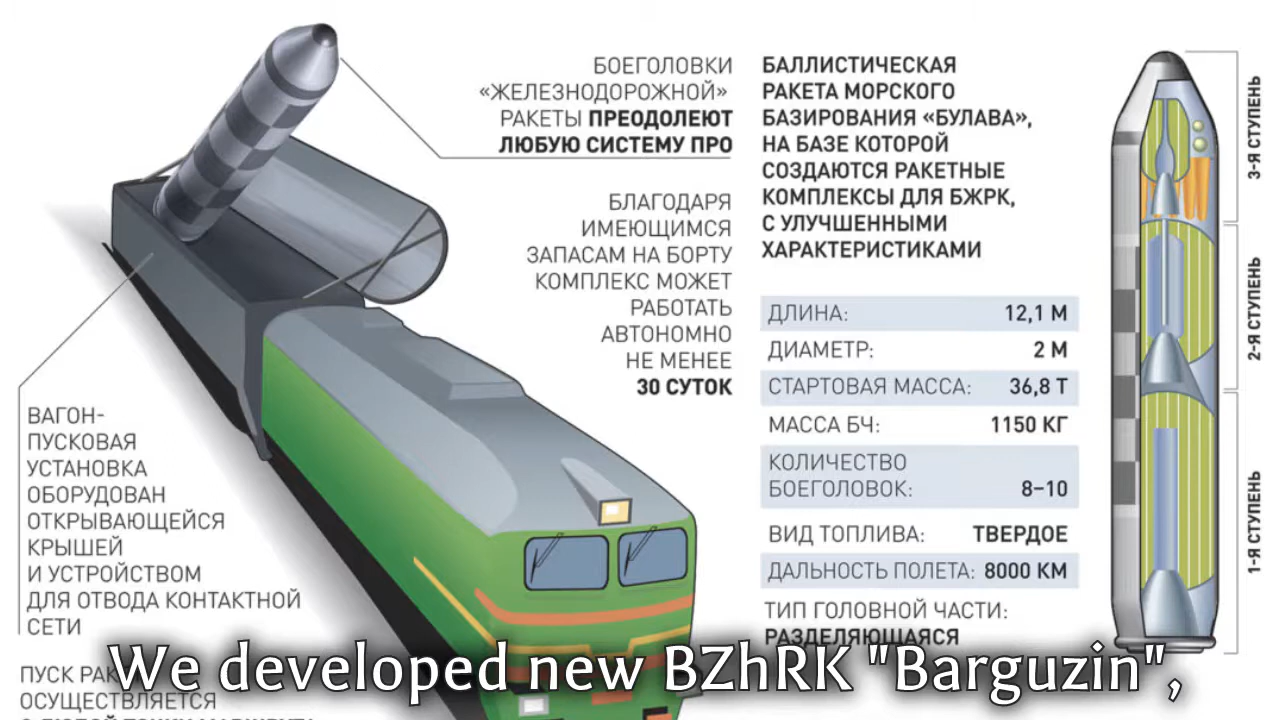 БОЕГОЛОВКИ
«ЖЕЛЕЗНОДОРОЖНОЙ»
РАКЕТЫ ПРЕОДОЛЕЮТ
ЛЮБУЮ СИСТЕМУ ПРО
БЛАГОДАРЯ
ИМЕЮЩИМСЯ
ЗАПАСАМ НА БОРТУ
КОМПЛЕКС МОЖЕТ
РАБОТАТЬ
АВТОНОМНО
НЕ МЕНЕЕ
30 СУТОК
ВАГОН-
ПУСКОВАЯ
УСТАНОВКА
ОБОРУДОВАН
ОТКРЫВАЮЩЕЙСЯ
КРЫШЕЙ
И УСТРОЙСТВОМ
ДЛЯ ОТВОДА КОНТАКТНОЙ
СЕТИ
ПУСК
ОСУЩЕСТВЛЯЕТСЯ
БАЛЛИСТИЧЕСКАЯ
РАКЕТА МОРСКОГО
БАЗИРОВАНИЯ «БУЛАВА»,
НА БАЗЕ КОТОРОЙ
СОЗДАЮТСЯ РАКЕТНЫЕ
КОМПЛЕКСЫ ДЛЯ БЖРК,
С УЛУЧШЕННЫМИ
ХАРАКТЕРИСТИКАМИ
ДЛИНА: 12,1 М
ДИАМЕТР: 2 М
СТАРТОВАЯ МАССА: 36,8 Т
МАССА БЧ: 1150 КГ
КОЛИЧЕСТВО
БОЕГОЛОВОК: 8–10
ВИД ТОПЛИВА: ТВЕРДОЕ
ДАЛЬНОСТЬ ПОЛЕТА: 8000 КМ
ТИП ГОЛОВНОЙ ЧАСТИ:
РАЗДЕЛЯЮЩАЯСЯ
3-Я СТУПЕНЬ
2-Я СТУПЕНЬ
1-Я СТУПЕНЬ
We developed new BZhRK "Barguzin",